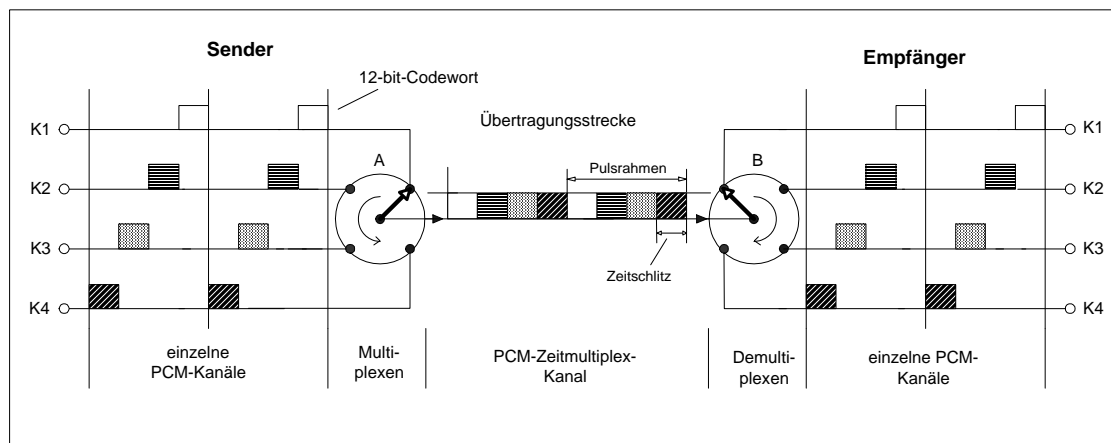 Sender
Empfänger
12-bit-Codewort
Übertragungsstrecke
K1
K1
A
B
Pulsrahmen
K2
K2
K3
K3
Zeitschlitz
K4
K4
einzelne
PCM-Kanäle
Multi-
plexen
PCM-Zeitmultiplex-
Kanal
Demulti-
plexen
einzelne PCM-
Kanäle